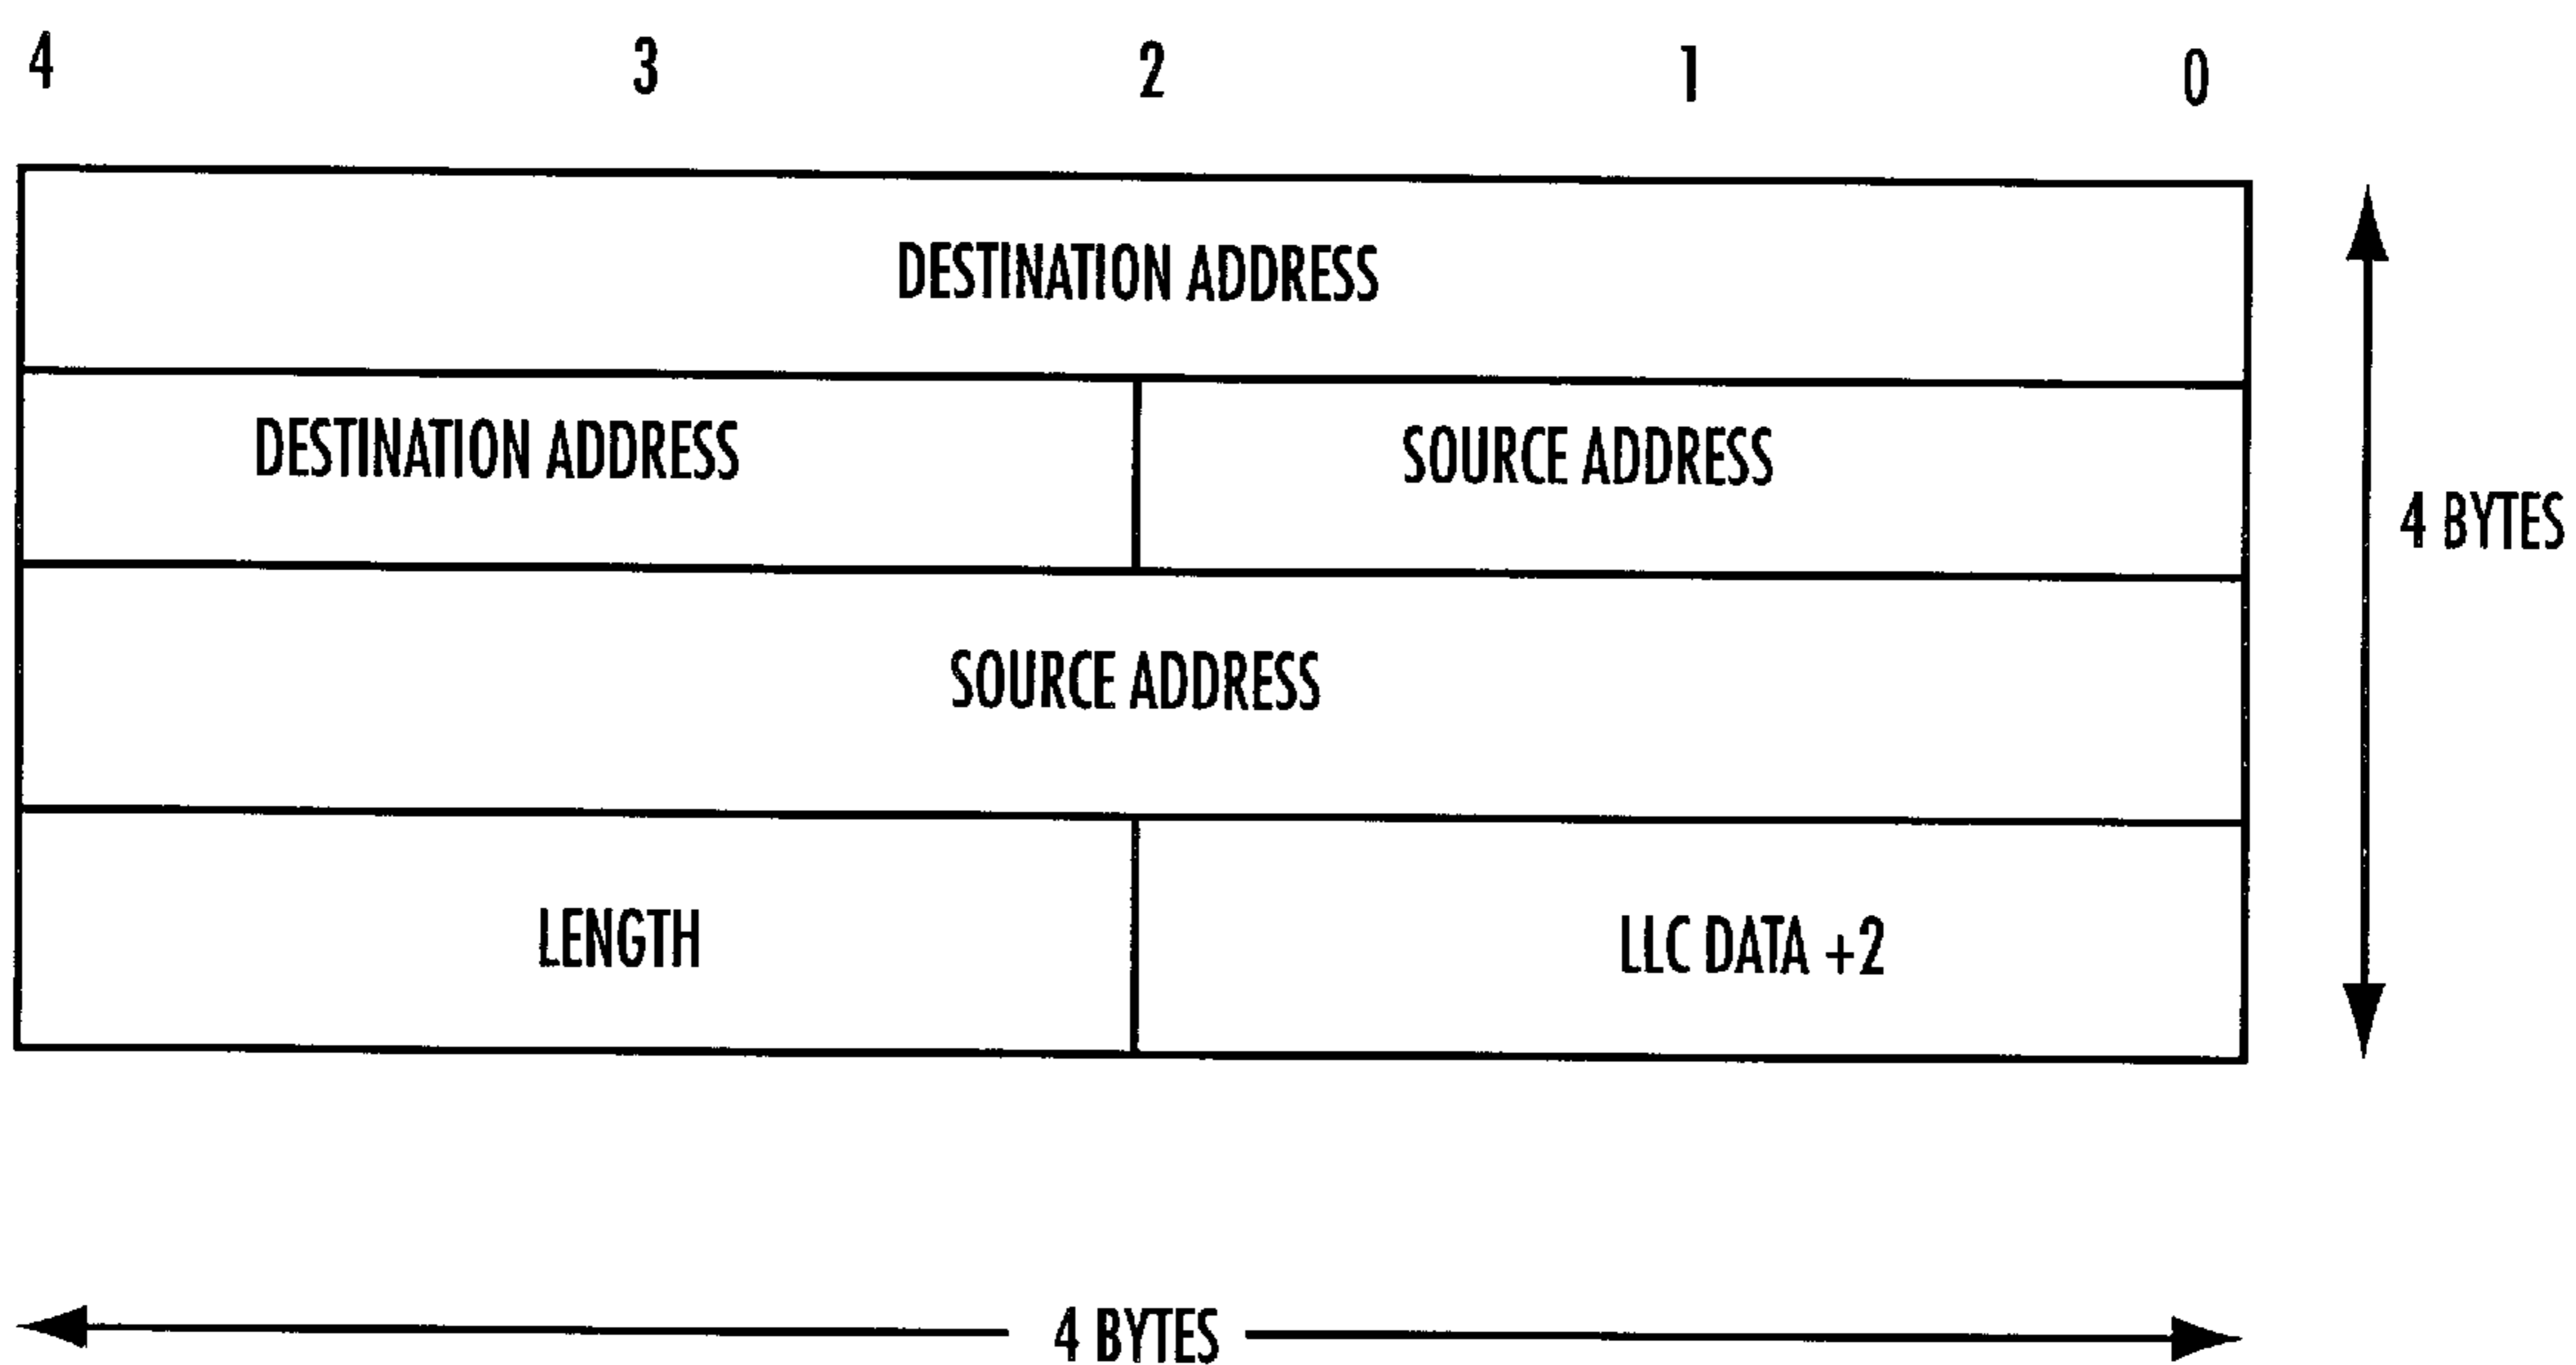 4 3 2 1 0
DESTINATION ADDRESS
DESTINATION ADDRESS SOURCE ADDRESS
4 BYTES
SOURCE ADDRESS
LENGTH LLC DATA +2
4 BYTES